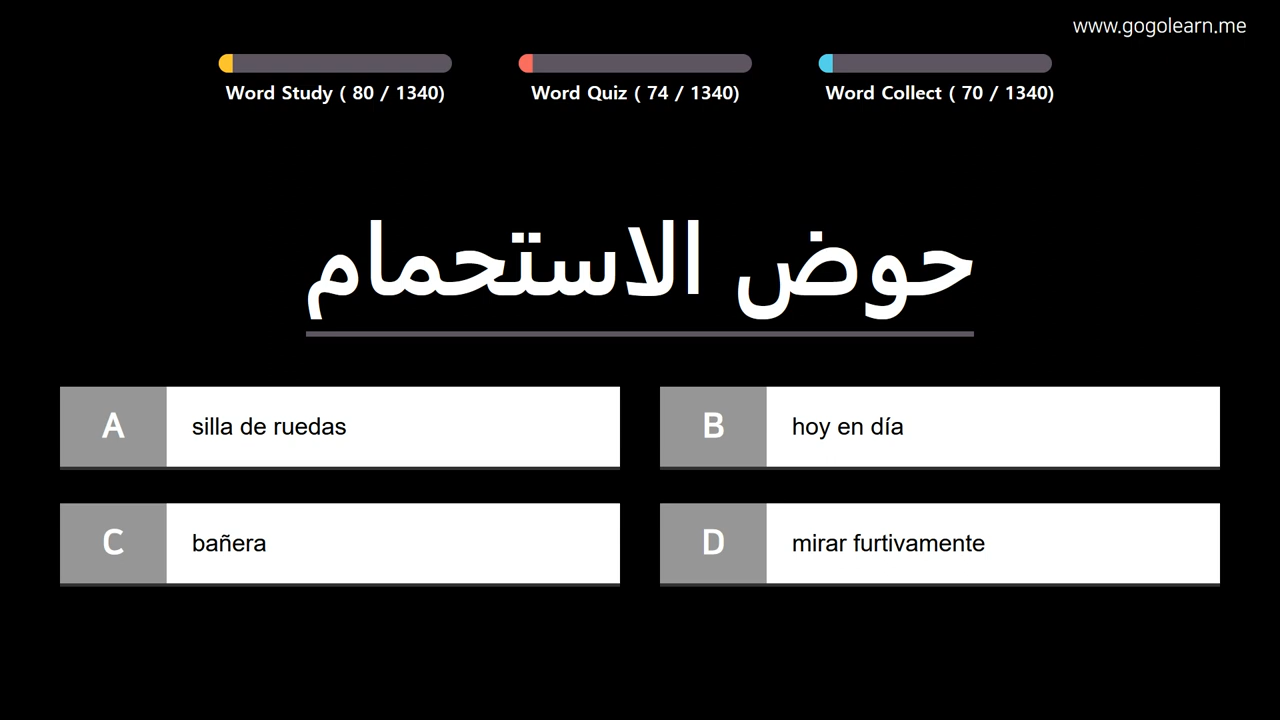 www.gogolearn.me
Word Study ( 80 / 1340)
Word Quiz ( 74 / 1340)
Word Collect ( 70 / 1340)
حوض الاستحمام
A silla de ruedas
B hoy en día
C bañera
D mirar furtivamente